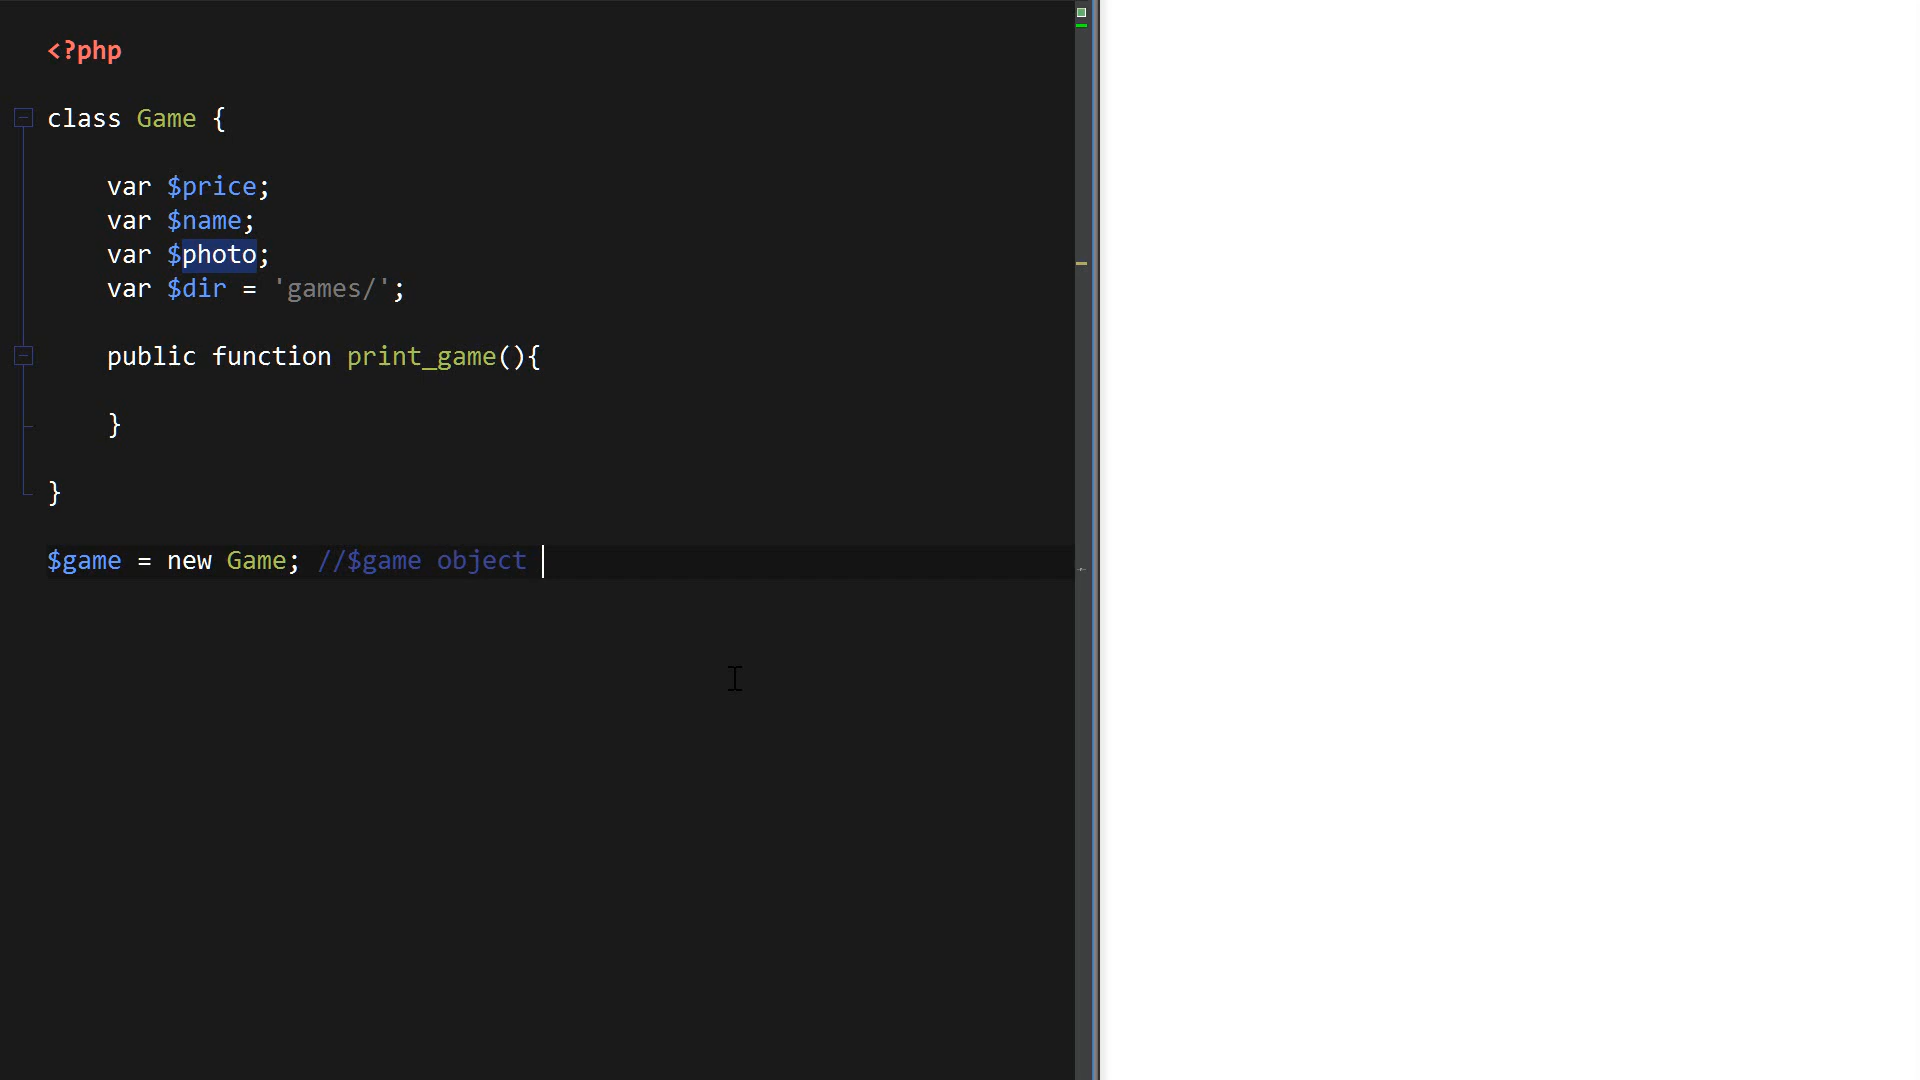 <?php
class Game {
    var $price;
    var $name;
    var $photo;
    var $dir = 'games/';
    public function print_game(){
    }
}
$game = new Game; //$game object